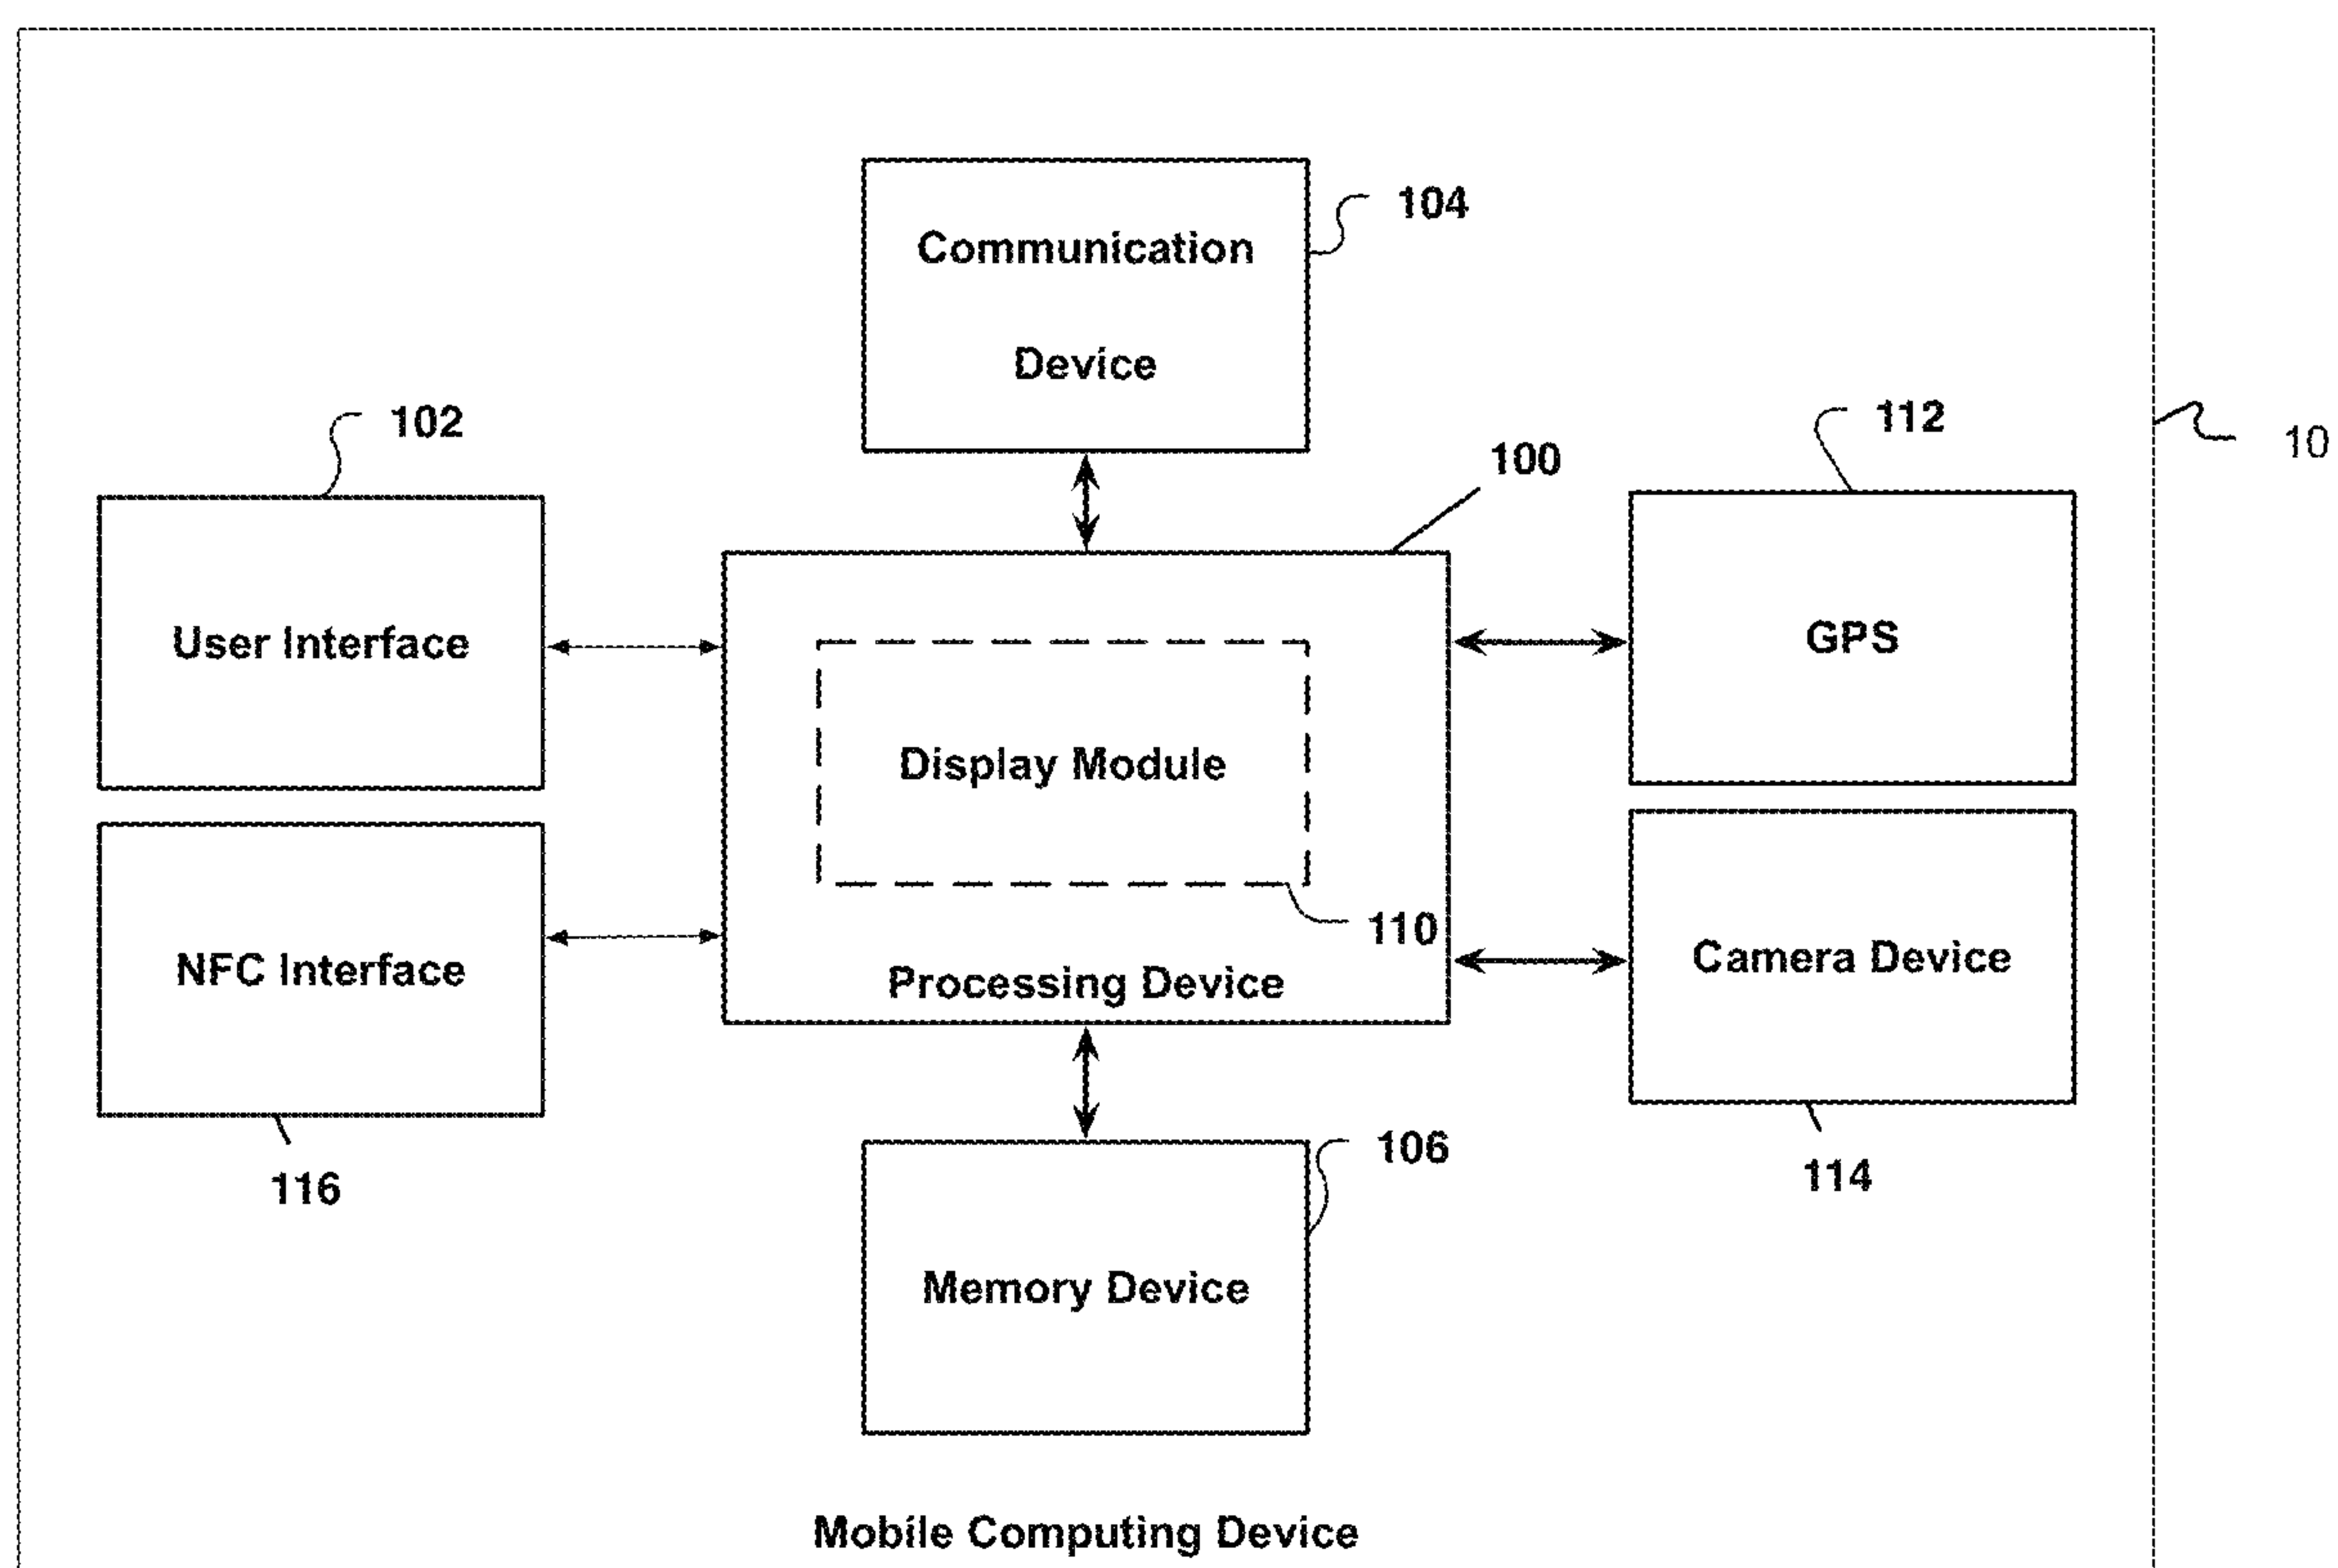 104
Communication
Device
102
112
10
100
User Interface
GPS
Display Module
110
NFC Interface
Camera Device
Processing Device
106
116
114
Memory Device
Mobile Computing Device